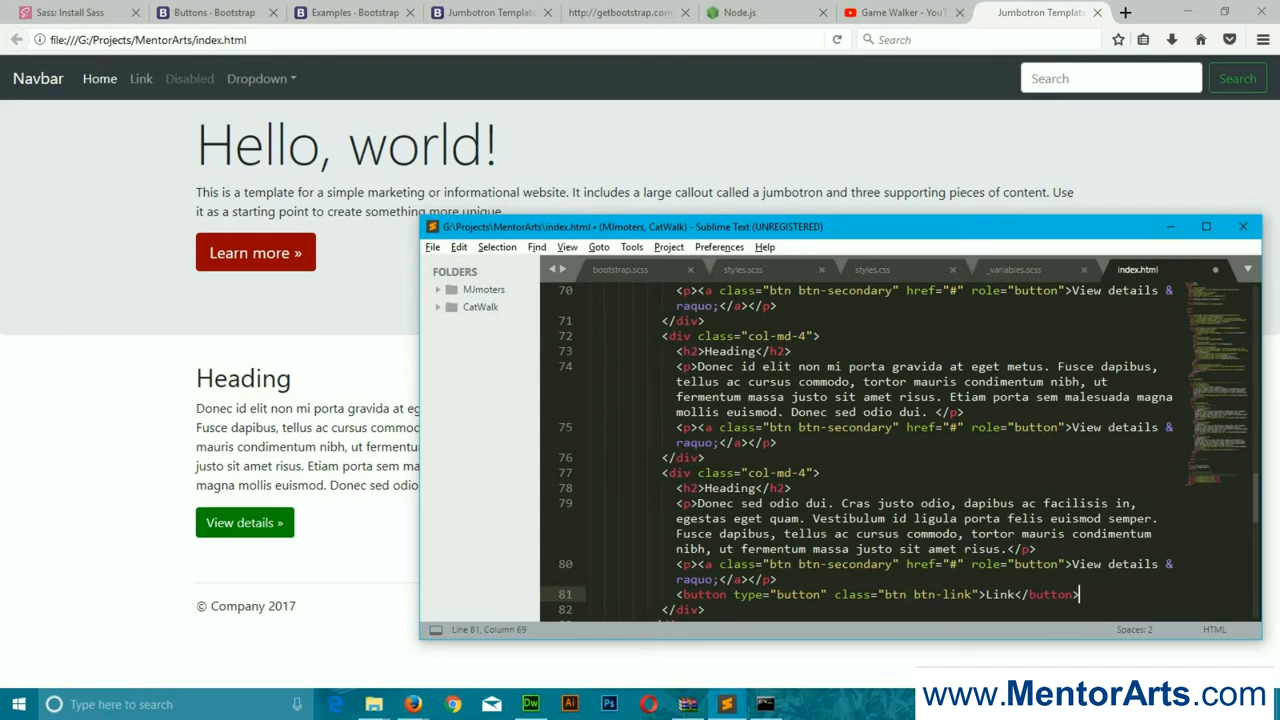 Sass: Install Sass
Buttons - Bootstrap
Examples - Bootstrap
Jumbotron Template
http://getbootstrap.com
Node.js
Game Walker - YouT
Jumbotron Template
file:///G:/Projects/MentorArts/index.html
Search
Navbar Home Link Disabled Dropdown
Search
Search
Hello, world!
This is a template for a simple marketing or informational website. It includes a large callout called a jumbotron and three supporting pieces of content. Use
it as a starting point to create something more unique.
Learn more »
Heading
Donec id elit non mi porta gravida at eg
Fusce dapibus, tellus ac cursus commod
mauris condimentum nibh, ut fermentum
justo sit amet risus. Etiam porta sem ma
magna mollis euismod. Donec sed odio
View details »
© Company 2017
G:\Projects\MentorArts\index.html • (MJmoters, CatWalk) - Sublime Text (UNREGISTERED)
File Edit Selection Find View Goto Tools Project Preferences Help
FOLDERS
MJmoters
CatWalk
bootstrap.scss
styles.scss
styles.css
_variables.scss
index.html
70 <p><a class="btn btn-secondary" href="#" role="button">View details &
raquo;</a></p>
71 </div>
72 <div class="col-md-4">
73 <h2>Heading</h2>
74 <p>Donec id elit non mi porta gravida at eget metus. Fusce dapibus,
tellus ac cursus commodo, tortor mauris condimentum nibh, ut
fermentum massa justo sit amet risus. Etiam porta sem malesuada magna
mollis euismod. Donec sed odio dui. </p>
75 <p><a class="btn btn-secondary" href="#" role="button">View details &
raquo;</a></p>
76 </div>
77 <div class="col-md-4">
78 <h2>Heading</h2>
79 <p>Donec sed odio dui. Cras justo odio, dapibus ac facilisis in,
egestas eget quam. Vestibulum id ligula porta felis euismod semper.
Fusce dapibus, tellus ac cursus commodo, tortor mauris condimentum
nibh, ut fermentum massa justo sit amet risus.</p>
80 <p><a class="btn btn-secondary" href="#" role="button">View details &
raquo;</a></p>
81 <button type="button" class="btn btn-link">Link</button>
82 </div>
Line 81, Column 69
Spaces: 2
HTML
Type here to search
www.MentorArts.com